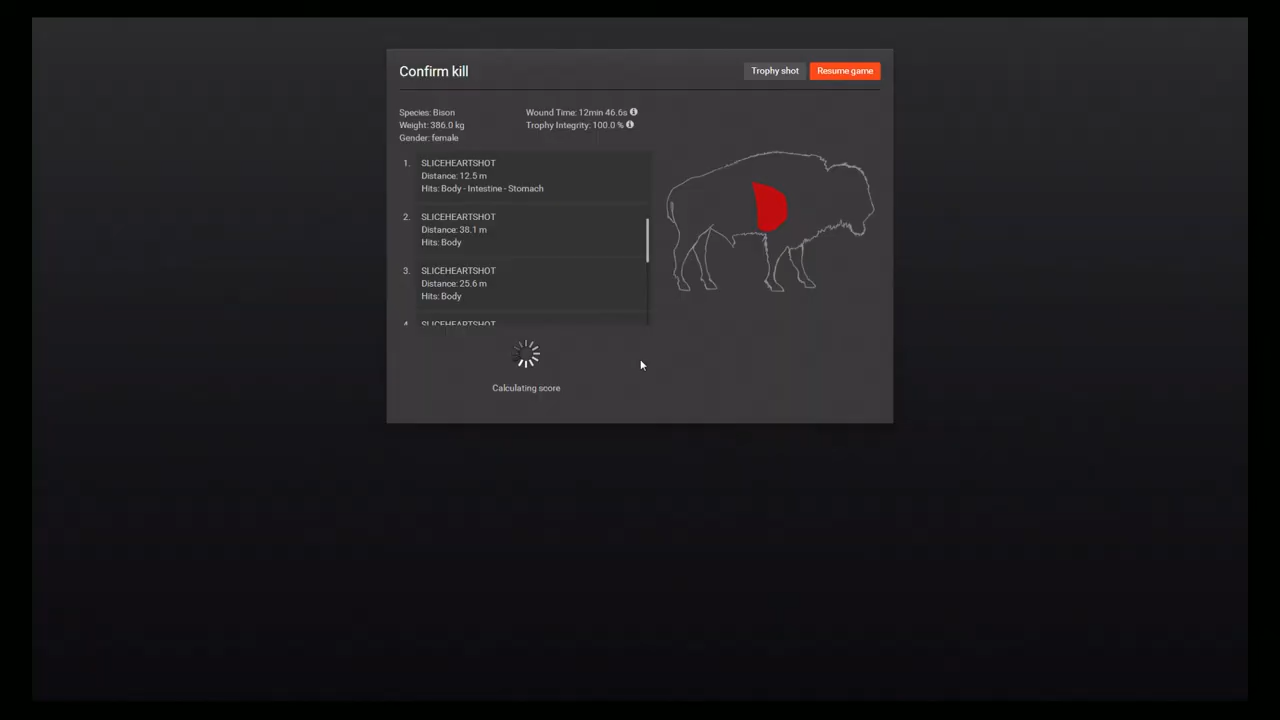 Confirm kill
Trophy shot
Resume game
Species: Bison
Wound Time: 12min 46.6s
Weight: 386.0 kg
Trophy Integrity: 100.0 %
Gender: female
1. SLICEHEARTSHOT
Distance: 12.5 m
Hits: Body - Intestine - Stomach
2. SLICEHEARTSHOT
Distance: 38.1 m
Hits: Body
3. SLICEHEARTSHOT
Distance: 25.6 m
Hits: Body
4. SLICEHEARTSHOT
Calculating score